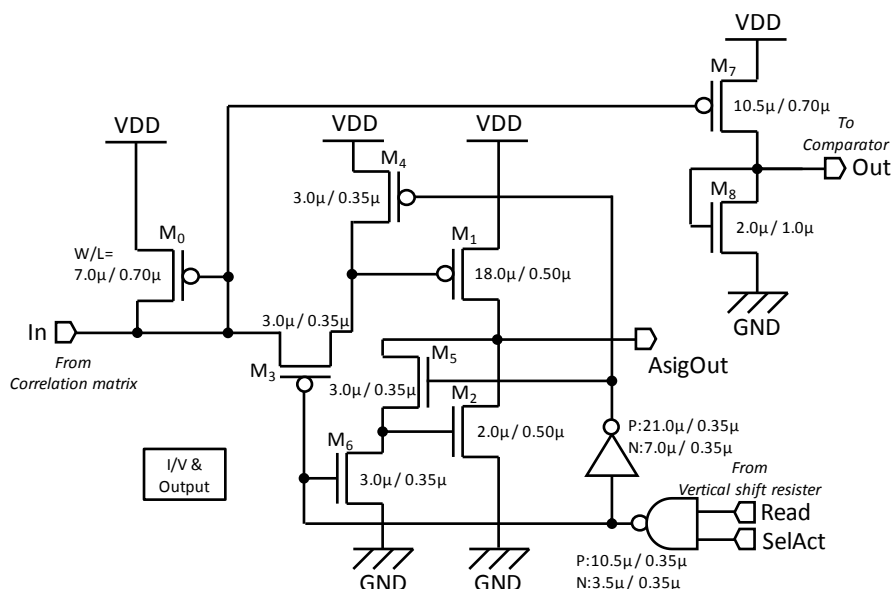 VDD
M7
10.5μ/ 0.70μ
To
Comparator
Out
VDD
VDD
VDD
M4
3.0μ/ 0.35μ
M8
2.0μ/ 1.0μ
M0
W/L=
7.0μ/ 0.70μ
M1
18.0μ/ 0.50μ
GND
In
From
Correlation matrix
3.0μ/ 0.35μ
M3
M5
3.0μ/ 0.35μ
AsigOut
M2
2.0μ/ 0.50μ
P:21.0μ/ 0.35μ
N:7.0μ/ 0.35μ
M6
3.0μ/ 0.35μ
I/V &
Output
From
Vertical shift resister
Read
SelAct
P:10.5μ/ 0.35μ
N:3.5μ/ 0.35μ
GND
GND